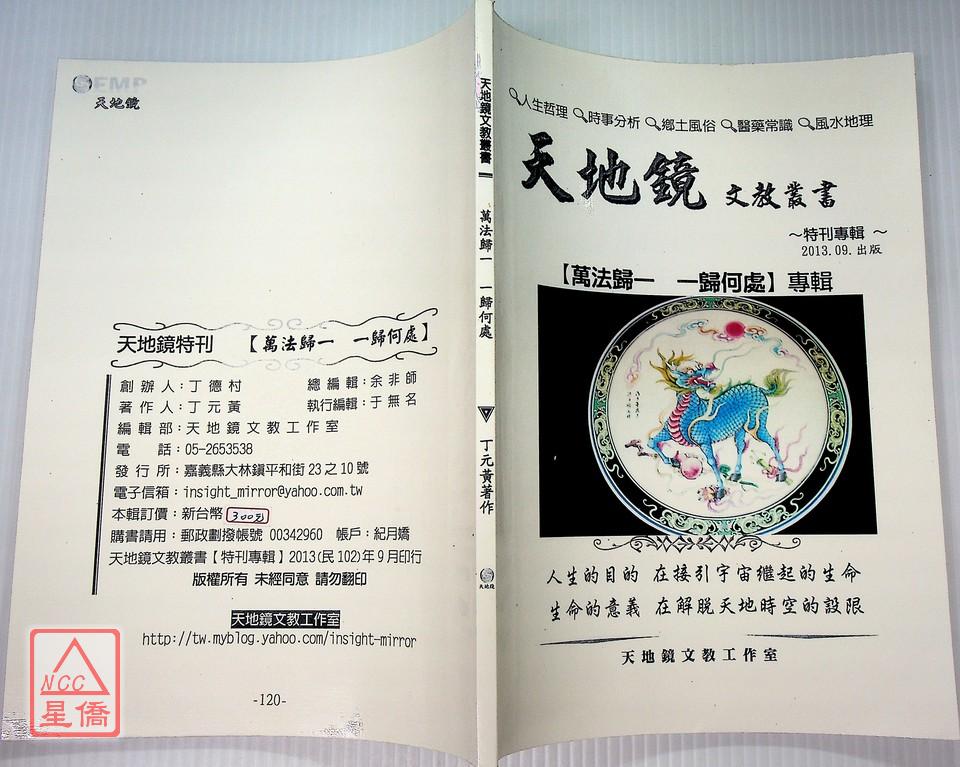 天地鏡
天地鏡特刊 【萬法歸一 一歸何處】
創辦人:丁德村 總編輯:余非師
著作人:丁元黃 執行編輯:于無名
編輯部:天地鏡文教工作室
電話:05-2653538
發行所:嘉義縣大林鎮平和街23之10號
電子信箱:insight_mirror@yahoo.com.tw
本輯訂價:新台幣 300元
購書請用:郵政劃撥帳號 00342960 帳戶:紀月嬌
天地鏡文教叢書【特刊專輯】2013(民102)年9月印行
版權所有 未經同意 請勿翻印
天地鏡文教工作室
http://tw.myblog.yahoo.com/insight-mirror
-120-
NCC
星僑
天地鏡文教叢書
萬法歸一 一歸何處
丁元黃著作
天地鏡
人生哲理 時事分析 鄉土風俗 醫藥常識 風水地理
天地鏡 文教叢書
～特刊專輯～
2013.09.出版
【萬法歸一 一歸何處】專輯
人生的目的 在接引宇宙繼起的生命
生命的意義 在解脫天地時空的設限
天地鏡文教工作室